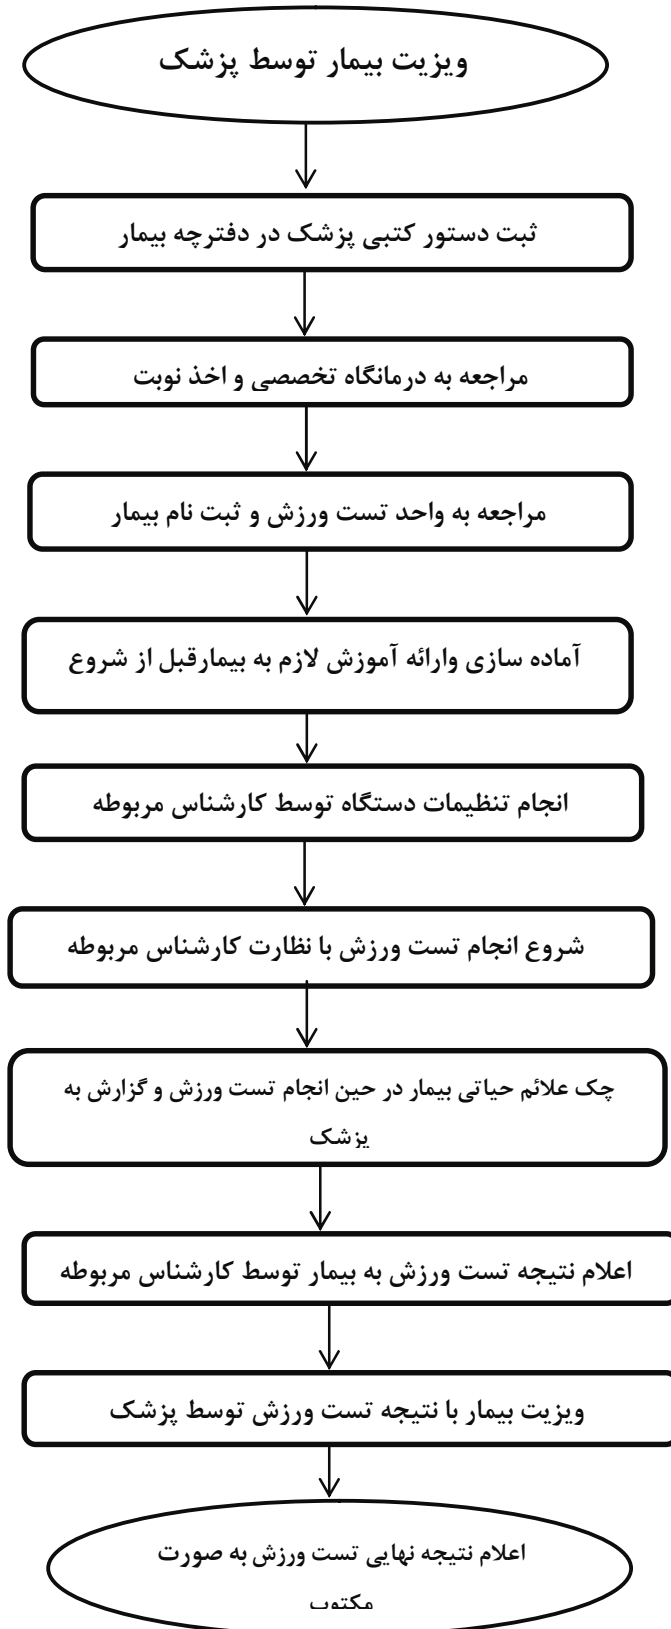 ویزیت بیمار توسط پزشک
ثبت دستور کتبی پزشک در دفترچه بیمار
مراجعه به درمانگاه تخصصی و اخذ نوبت
مراجعه به واحد تست ورزش و ثبت نام بیمار
آماده سازی وارائه آموزش لازم به بیمارقبل از شروع
انجام تنظیمات دستگاه توسط کارشناس مربوطه
شروع انجام تست ورزش با نظارت کارشناس مربوطه
چک علائم حیاتی بیمار در حین انجام تست ورزش و گزارش به
پزشک
اعلام نتیجه تست ورزش به بیمار توسط کارشناس مربوطه
ویزیت بیمار با نتیجه تست ورزش توسط پزشک
اعلام نتیجه نهایی تست ورزش به صورت
مکتوب